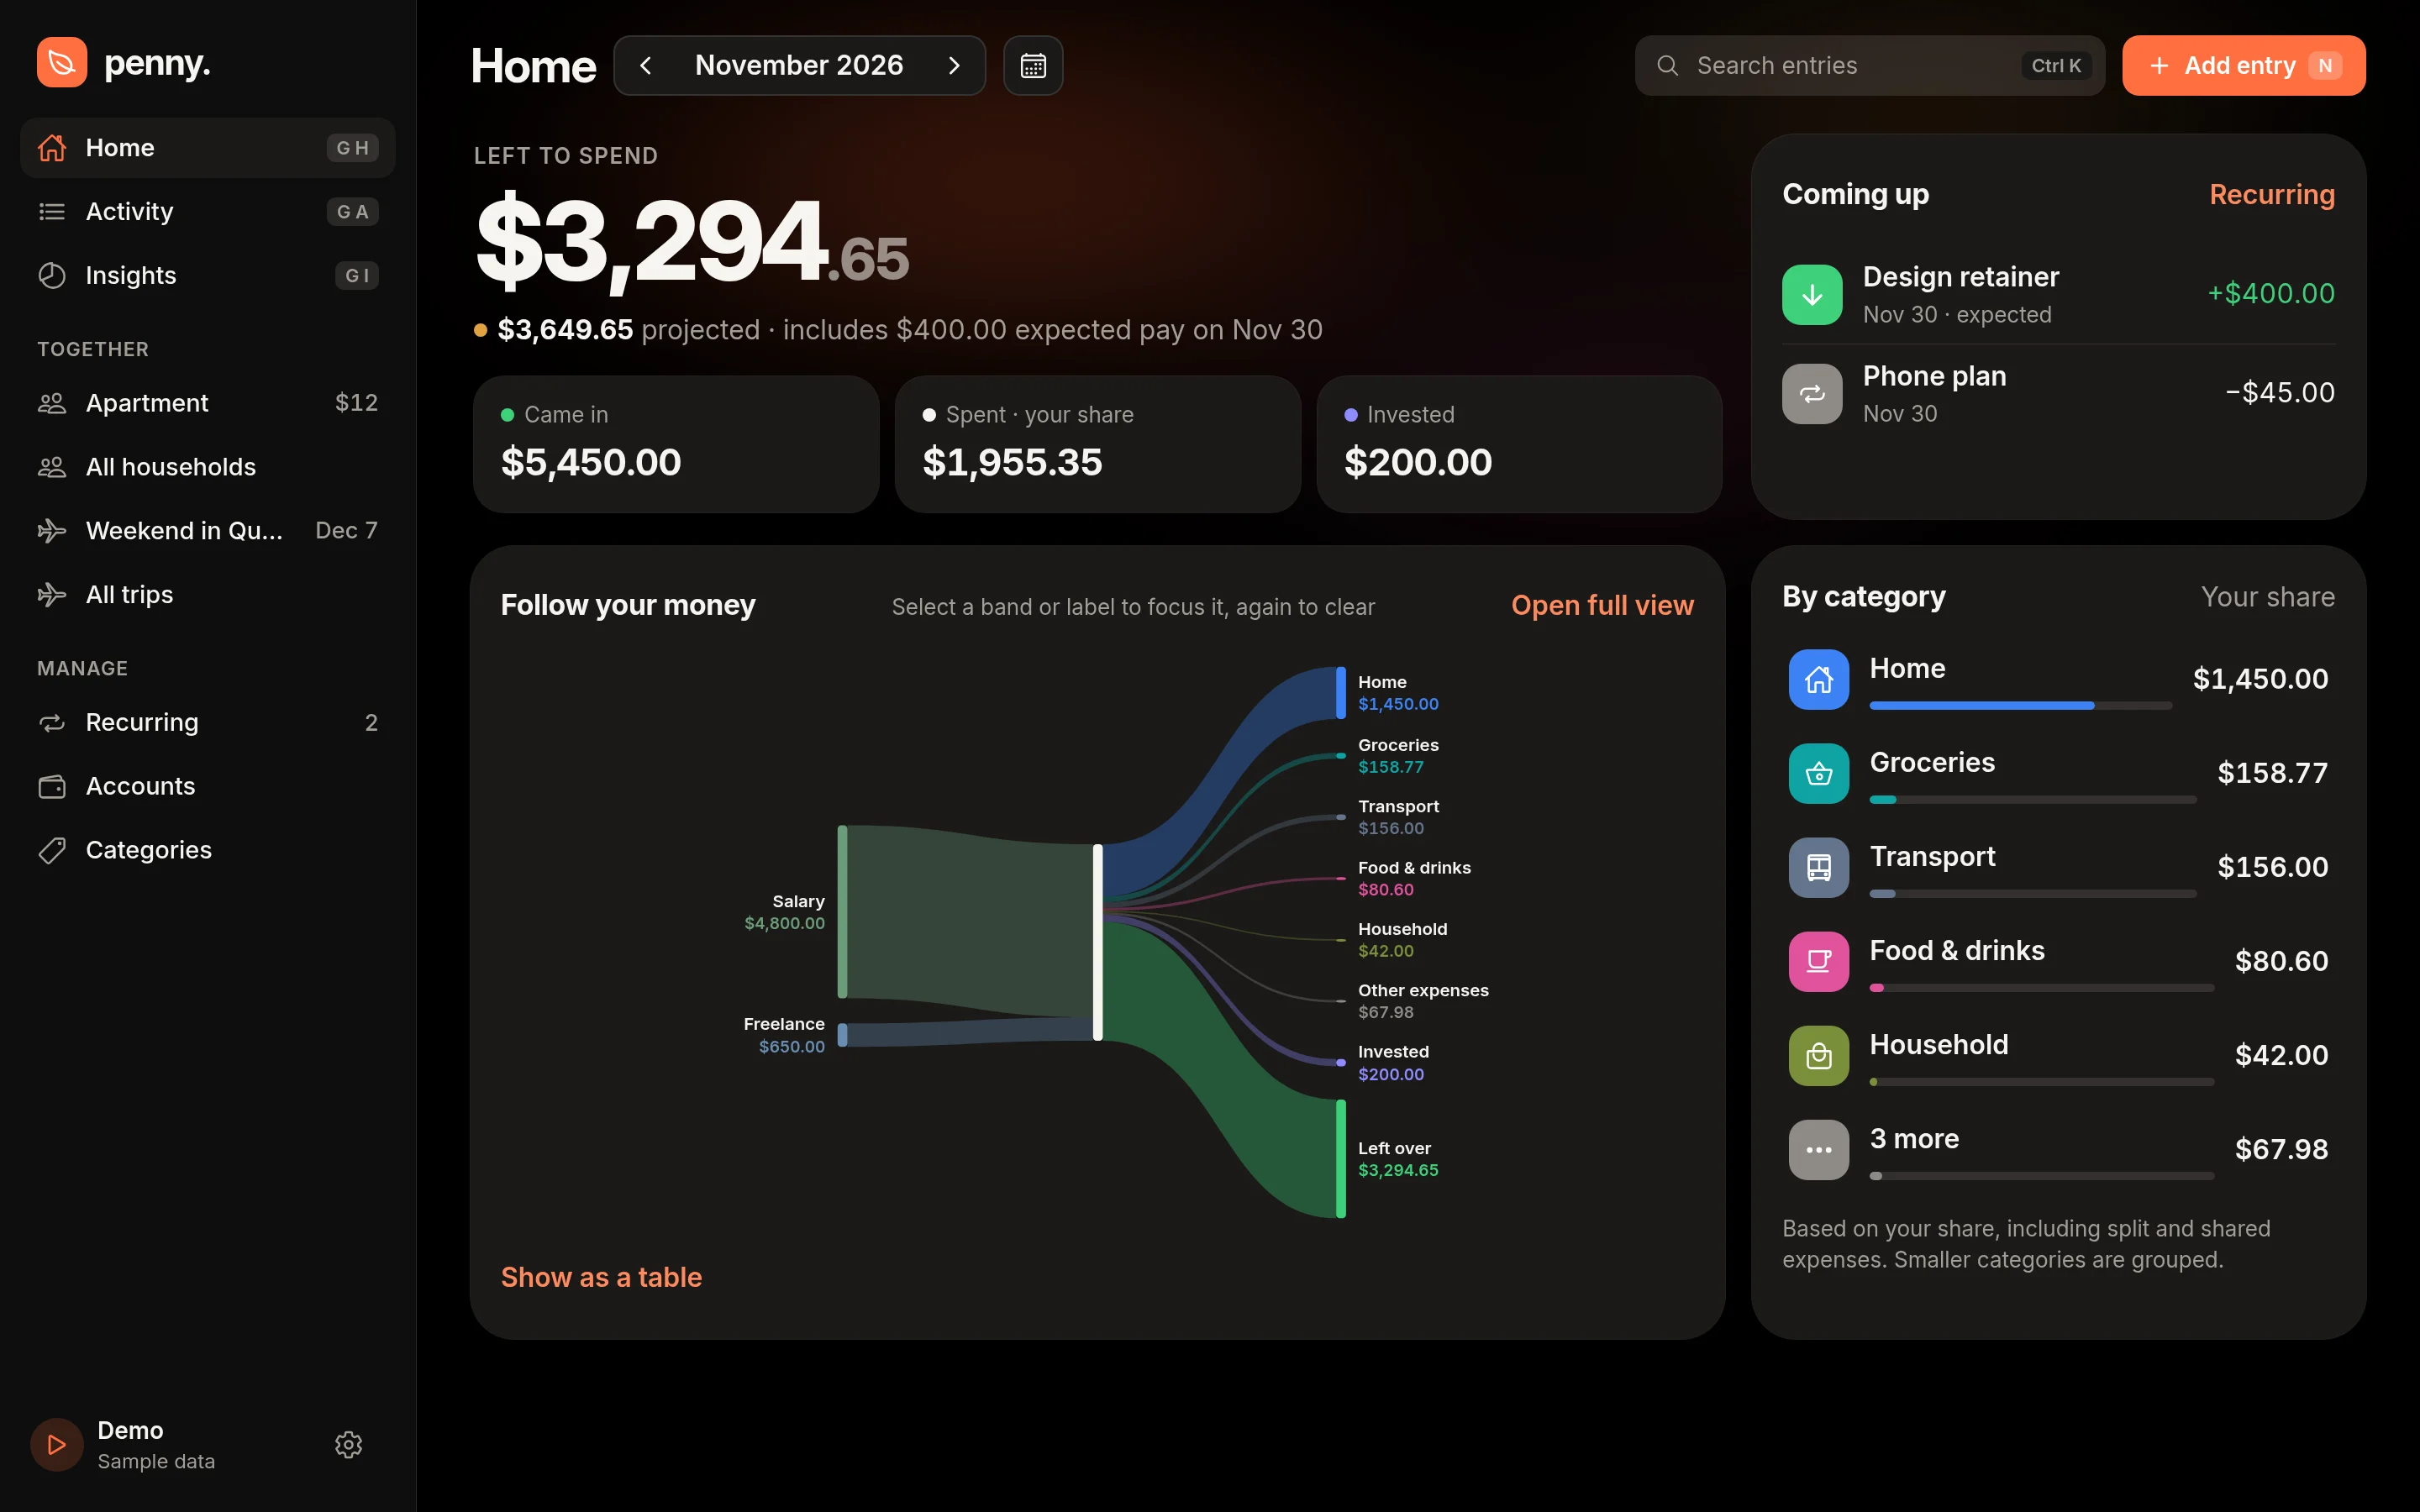 penny.
Home G H
Activity G A
Insights G I
TOGETHER
Apartment $12
All households
Weekend in Qu... Dec 7
All trips
MANAGE
Recurring 2
Accounts
Categories
Demo
Sample data
Home
November 2026
Search entries Ctrl K
Add entry N
LEFT TO SPEND
$3,294.65
$3,649.65 projected · includes $400.00 expected pay on Nov 30
Came in
$5,450.00
Spent · your share
$1,955.35
Invested
$200.00
Coming up Recurring
Design retainer
Nov 30 · expected
+$400.00
Phone plan
Nov 30
−$45.00
Follow your money
Select a band or label to focus it, again to clear
Open full view
Salary
$4,800.00
Freelance
$650.00
Home
$1,450.00
Groceries
$158.77
Transport
$156.00
Food & drinks
$80.60
Household
$42.00
Other expenses
$67.98
Invested
$200.00
Left over
$3,294.65
Show as a table
By category Your share
Home $1,450.00
Groceries $158.77
Transport $156.00
Food & drinks $80.60
Household $42.00
3 more $67.98
Based on your share, including split and shared
expenses. Smaller categories are grouped.